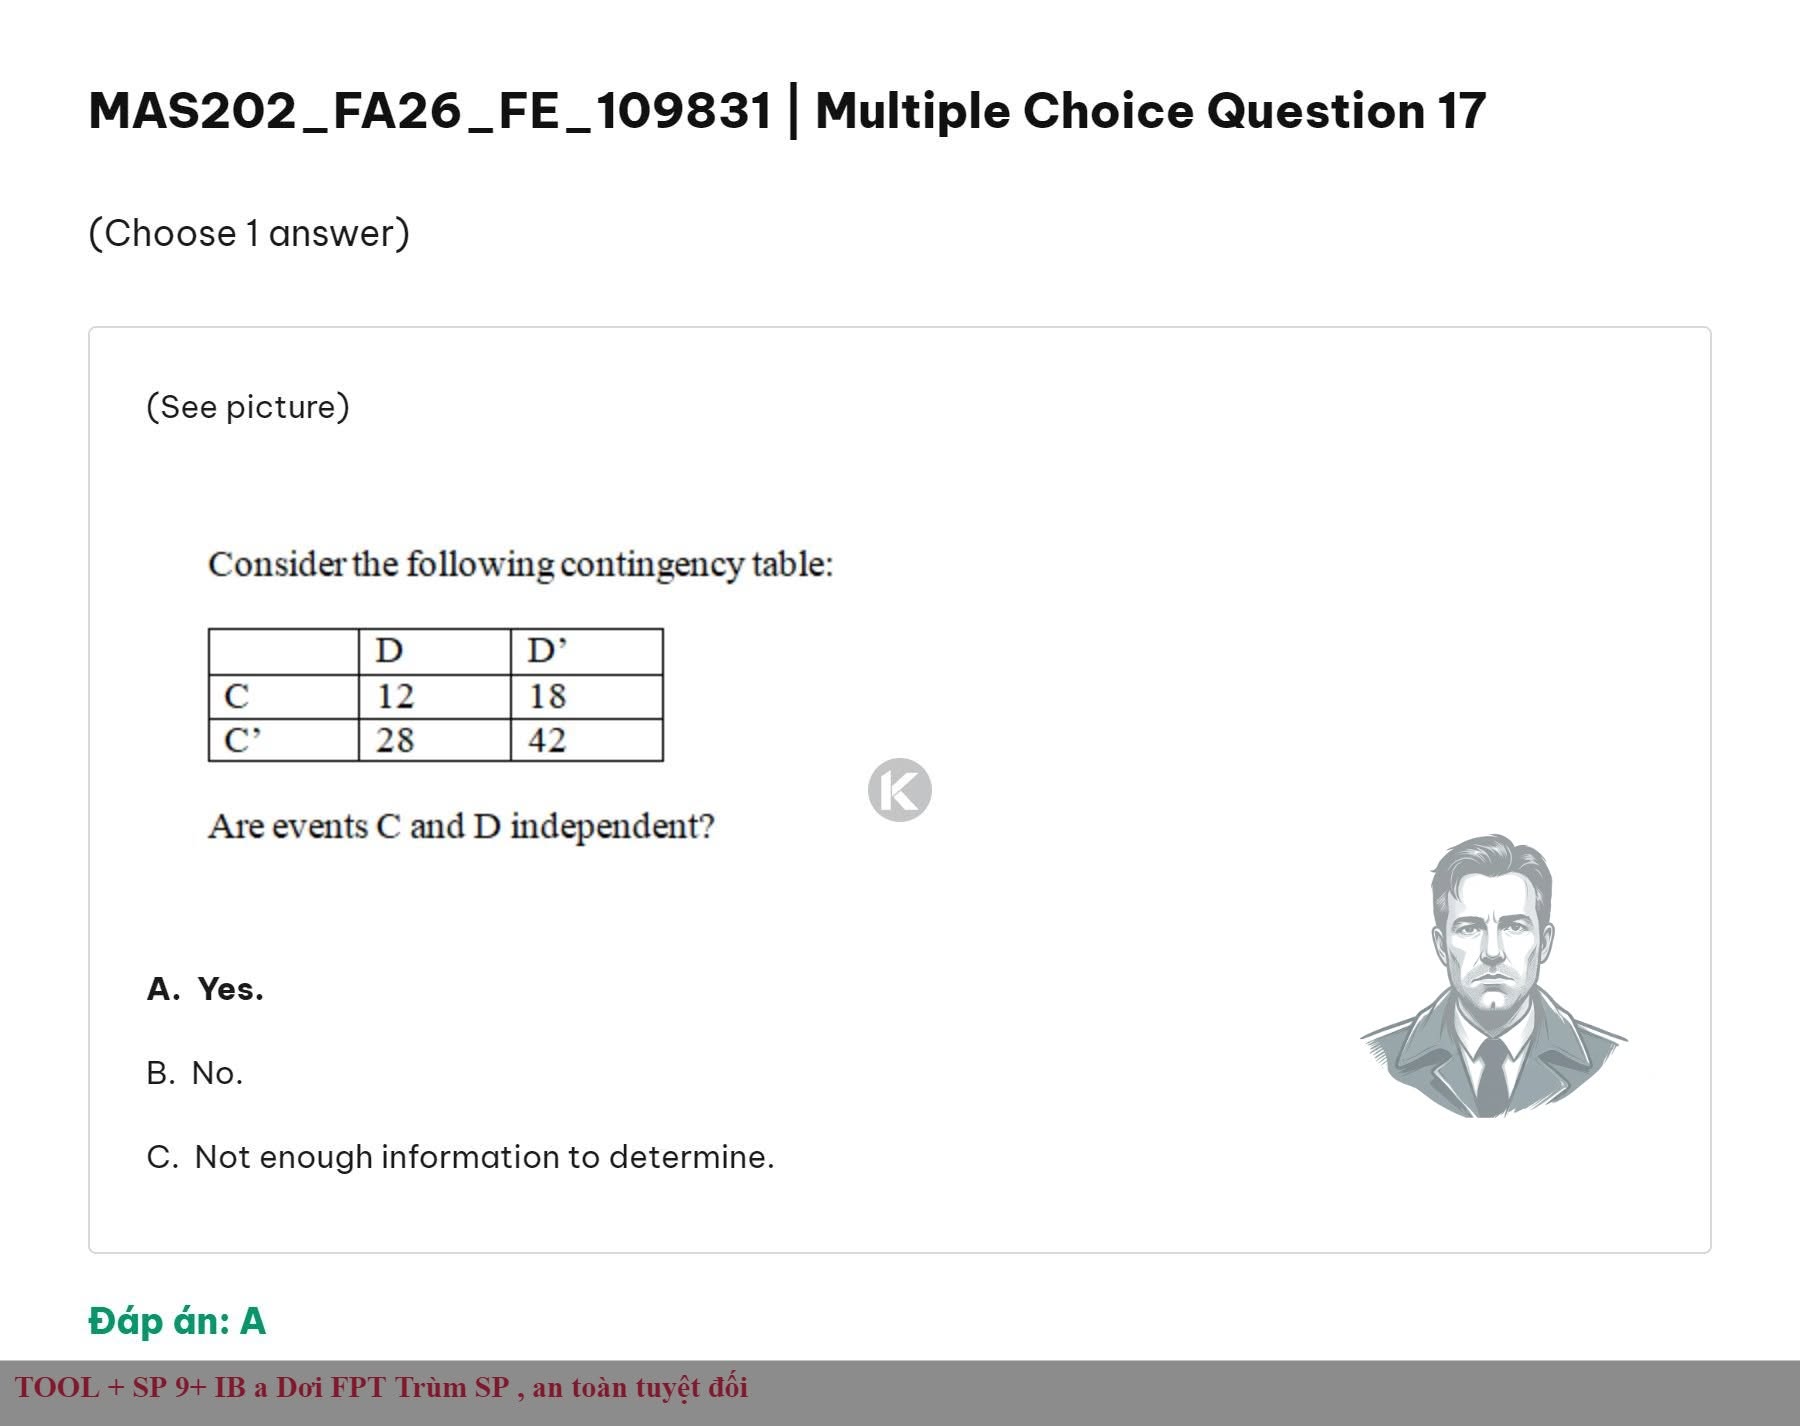 MAS202_FA26_FE_109831 | Multiple Choice Question 17
(Choose 1 answer)
(See picture)
Consider the following contingency table:
D D’
C 12 18
C’ 28 42
K
Are events C and D independent?
A. Yes.
B. No.
C. Not enough information to determine.
Đáp án: A
TOOL + SP 9+ IB a Dơi FPT Trùm SP , an toàn tuyệt đối